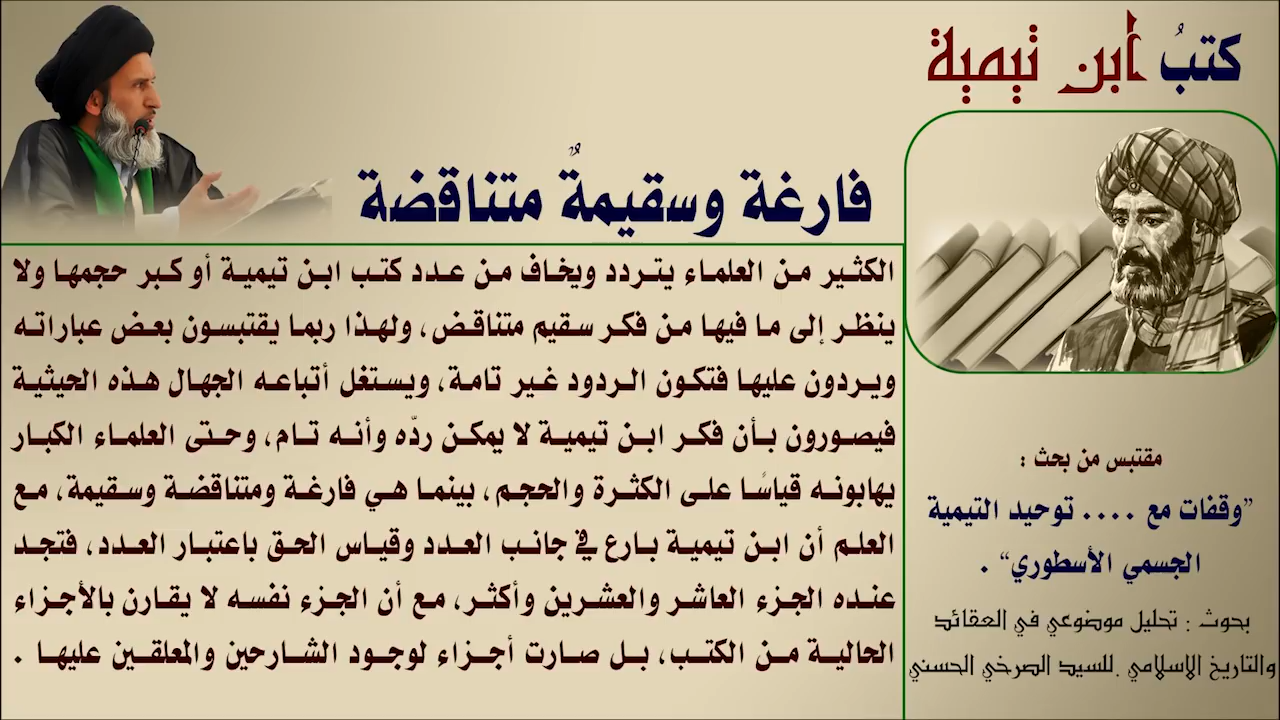 كتبُ ابن تيمية
فارغة وسقيمةٌ متناقضة
الكثير من العلماء يتردد ويخاف من عدد كتب ابن تيمية أو كبر حجمها ولا
ينظر إلى ما فيها من فكر سقيم متناقض، ولهذا ربما يقتبسون بعض عباراته
ويردون عليها فتكون الردود غير تامة، ويستغل أتباعه الجهال هذه الحيثية
فيصورون بأن فكر ابن تيمية لا يمكن ردّه وأنه تام، وحتى العلماء الكبار
يهابونه قياسًا على الكثرة والحجم، بينما هي فارغة ومتناقضة وسقيمة، مع
العلم أن ابن تيمية بارع في جانب العدد وقياس الحق باعتبار العدد، فتجد
عنده الجزء العاشر والعشرين وأكثر، مع أن الجزء نفسه لا يقارن بالأجزاء
الحالية من الكتب، بل صارت أجزاء لوجود الشارحين والمعلقين عليها .
مقتبس من بحث :
”وقفات مع .... توحيد التيمية
الجسمي الأسطوري“ .
بحوث : تحليل موضوعي في العقائد
والتاريخ الاسلامي .للسيد الصرخي الحسني